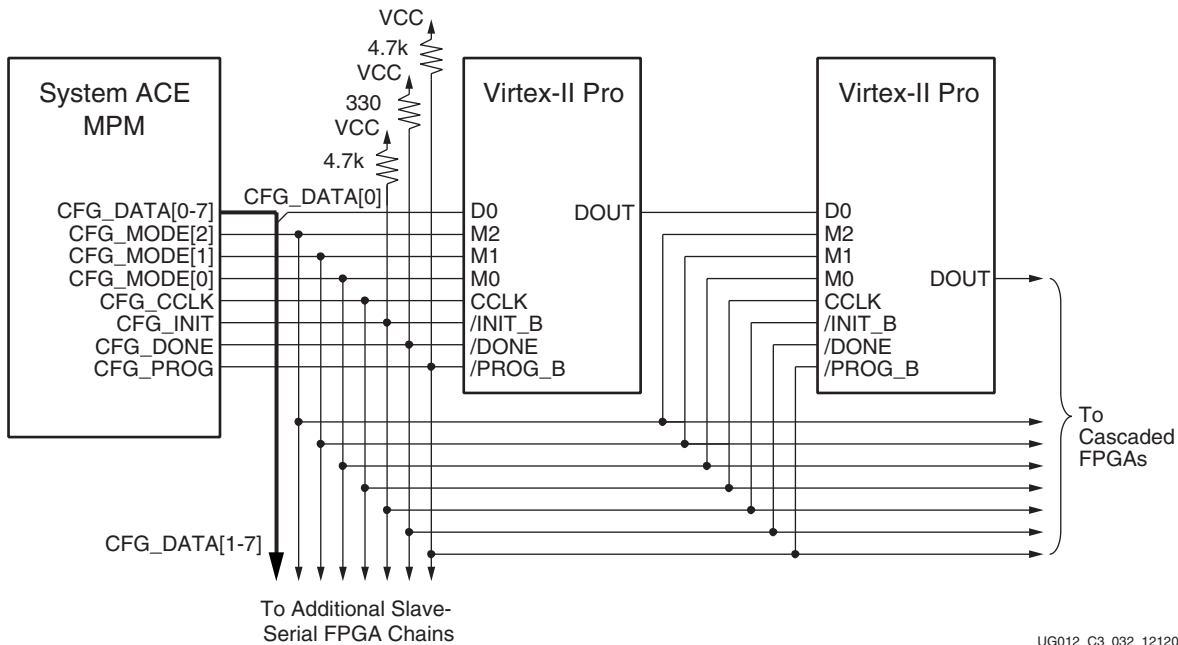 VCC
4.7k
VCC
330
VCC
4.7k
System ACE
MPM
CFG_DATA[0-7]
CFG_MODE[2]
CFG_MODE[1]
CFG_MODE[0]
CFG_CCLK
CFG_INIT
CFG_DONE
CFG_PROG
CFG_DATA[0]
Virtex-II Pro
D0
M2
M1
M0
CCLK
/INIT_B
/DONE
/PROG_B
DOUT
Virtex-II Pro
D0
M2
M1
M0
CCLK
/INIT_B
/DONE
/PROG_B
DOUT
To
Cascaded
FPGAs
CFG_DATA[1-7]
To Additional Slave-
Serial FPGA Chains
UG012_C3_032_12120